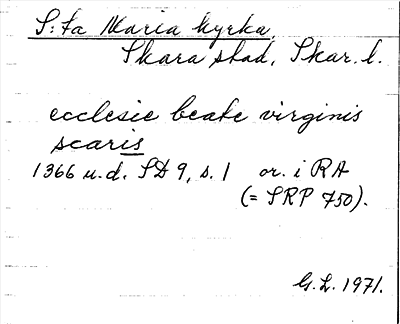 S:ta Maria kyrka,
Skara stad, Skar. l.
ecclesie beate virginis
scaris
1366 u.d. SD 9, s. 1 or. i RA
(= SRP 750).
G.L. 1971.